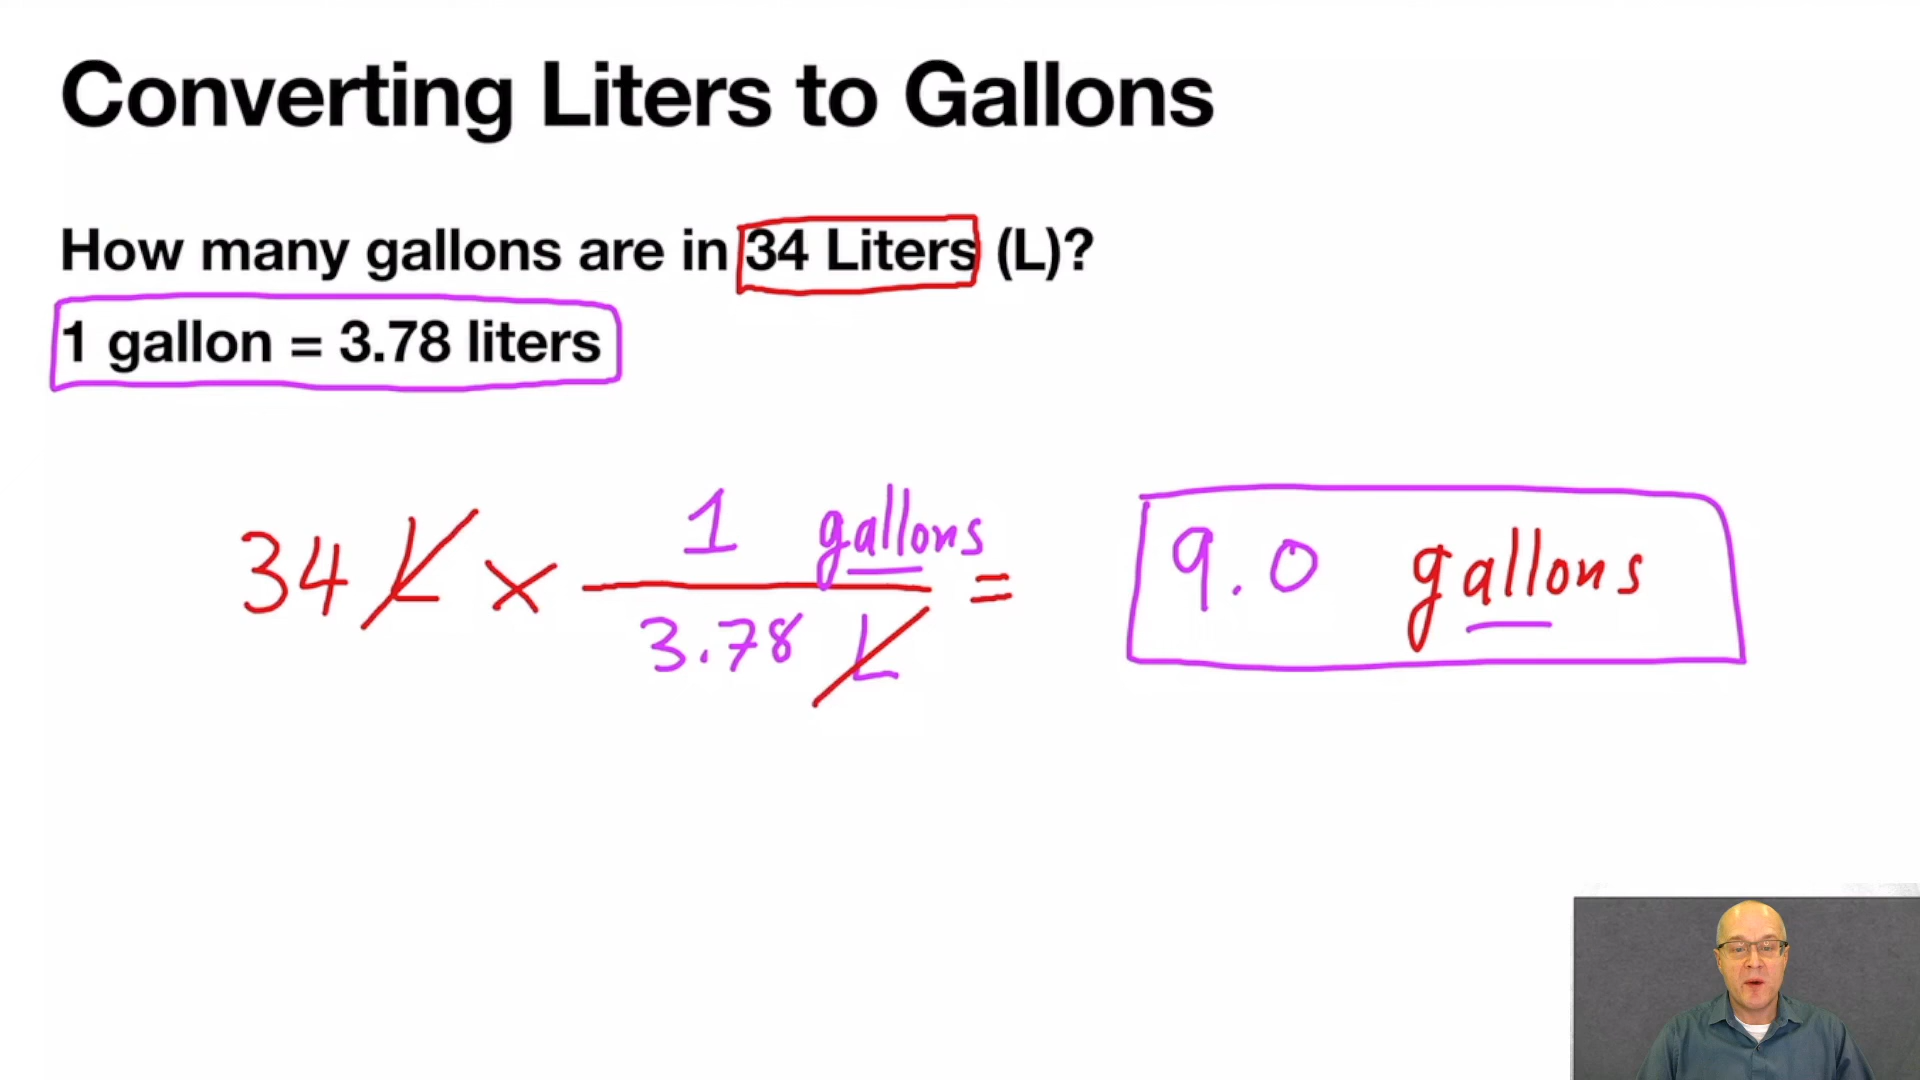 Converting Liters to Gallons
How many gallons are in 34 Liters (L)?
1 gallon = 3.78 liters
34 L × 1 gallons / 3.78 L = 9.0 gallons